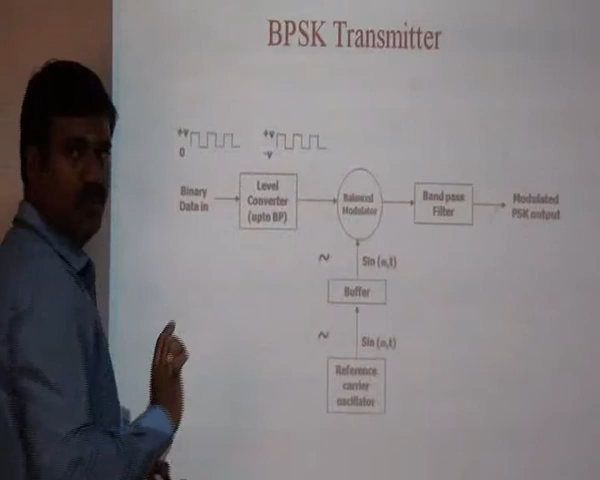 BPSK Transmitter
+v
0
+v
-v
Binary
Data in
Level
Converter
(upto BP)
Balanced
Modulator
Band pass
Filter
Modulated
PSK output
~
Sin (ω,t)
Buffer
~
Sin (ω,t)
Reference
carrier
oscillator